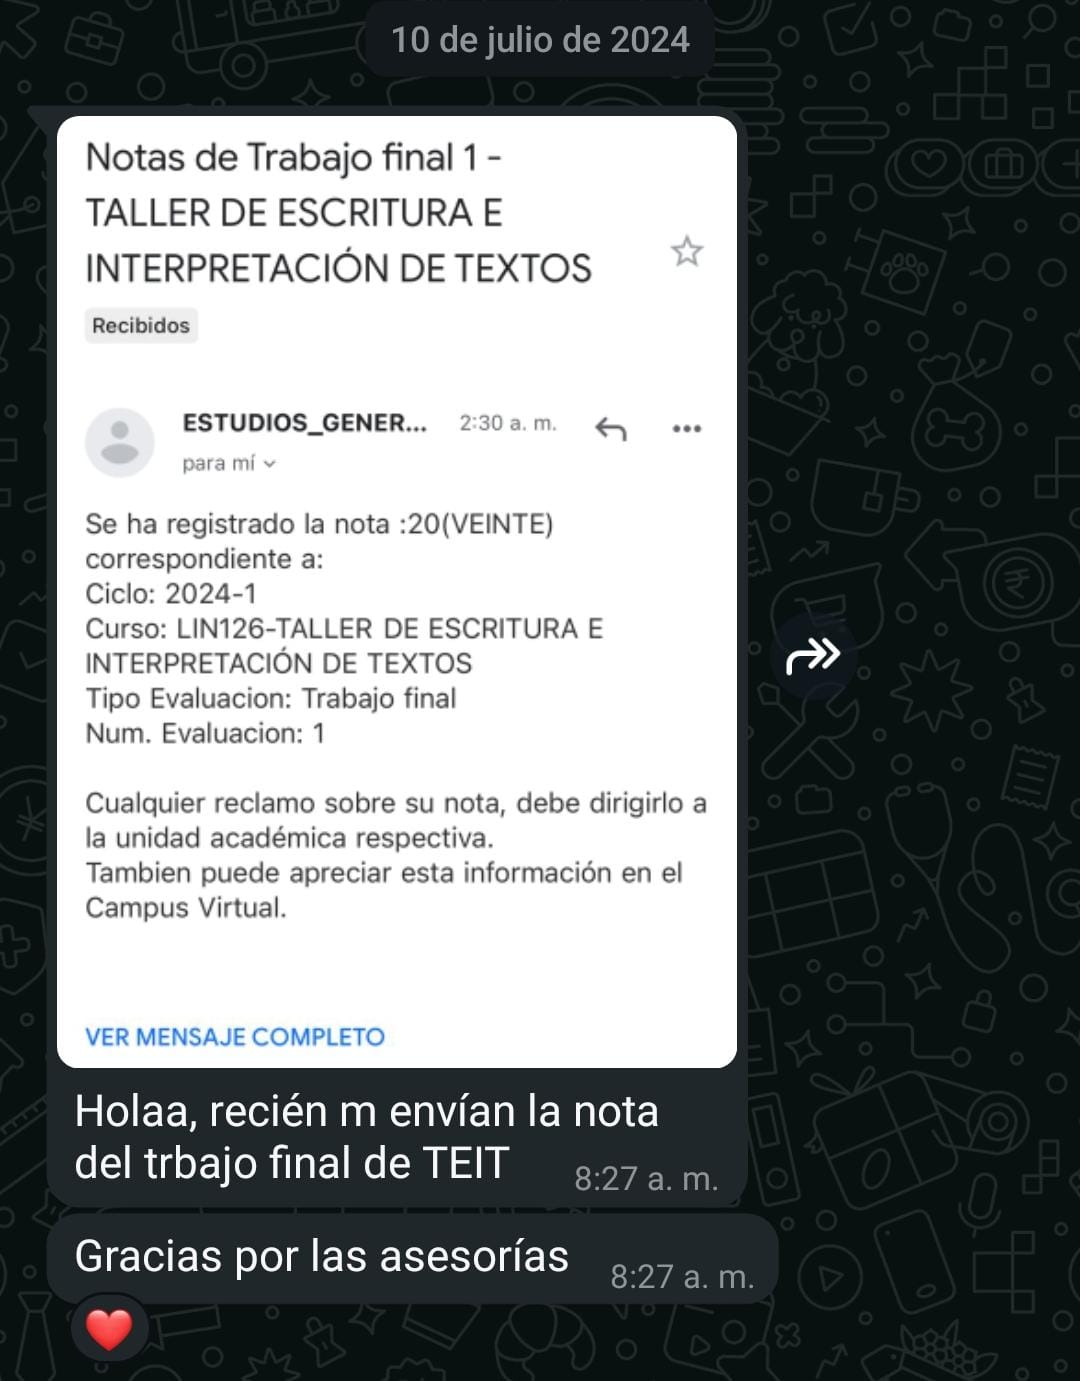 10 de julio de 2024
Notas de Trabajo final 1 -
TALLER DE ESCRITURA E
INTERPRETACIÓN DE TEXTOS
Recibidos
ESTUDIOS_GENER... 2:30 a. m.
para mí
Se ha registrado la nota :20(VEINTE)
correspondiente a:
Ciclo: 2024-1
Curso: LIN126-TALLER DE ESCRITURA E
INTERPRETACIÓN DE TEXTOS
Tipo Evaluacion: Trabajo final
Num. Evaluacion: 1
Cualquier reclamo sobre su nota, debe dirigirlo a
la unidad académica respectiva.
Tambien puede apreciar esta información en el
Campus Virtual.
VER MENSAJE COMPLETO
Holaa, recién m envían la nota
del trbajo final de TEIT 8:27 a. m.
Gracias por las asesorías 8:27 a. m.